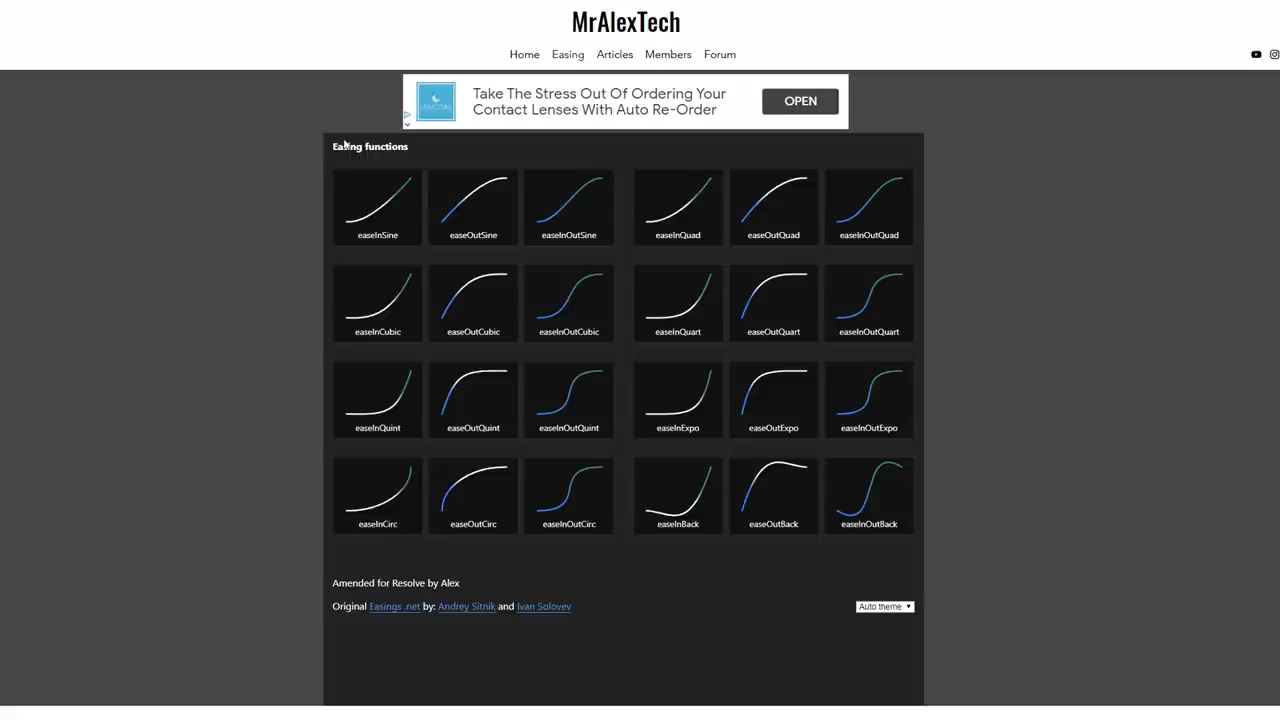 MrAlexTech
Home Easing Articles Members Forum
Take The Stress Out Of Ordering Your
Contact Lenses With Auto Re-Order
OPEN
Easing functions
easeInSine easeOutSine easeInOutSine easeInQuad easeOutQuad easeInOutQuad
easeInCubic easeOutCubic easeInOutCubic easeInQuart easeOutQuart easeInOutQuart
easeInQuint easeOutQuint easeInOutQuint easeInExpo easeOutExpo easeInOutExpo
easeInCirc easeOutCirc easeInOutCirc easeInBack easeOutBack easeInOutBack
Amended for Resolve by Alex
Original Easings .net by: Andrey Sitnik and Ivan Solovev
Auto theme